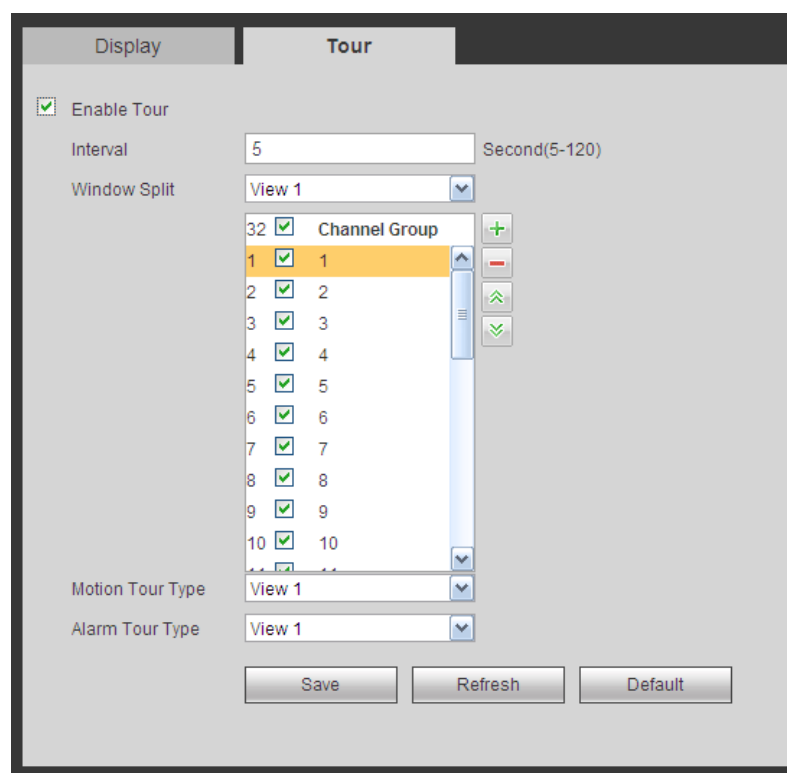 Display Tour
Enable Tour
Interval 5 Second(5-120)
Window Split View 1
32 Channel Group
1 1
2 2
3 3
4 4
5 5
6 6
7 7
8 8
9 9
10 10
Motion Tour Type View 1
Alarm Tour Type View 1
Save Refresh Default